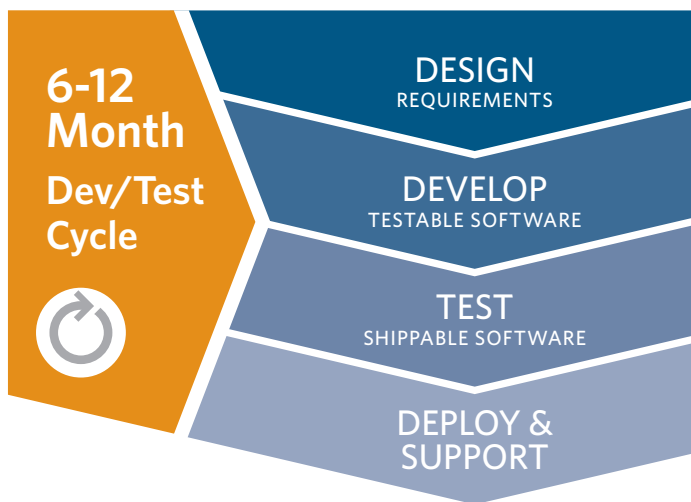 6-12
Month
Dev/Test
Cycle
DESIGN
REQUIREMENTS
DEVELOP
TESTABLE SOFTWARE
TEST
SHIPPABLE SOFTWARE
DEPLOY &
SUPPORT